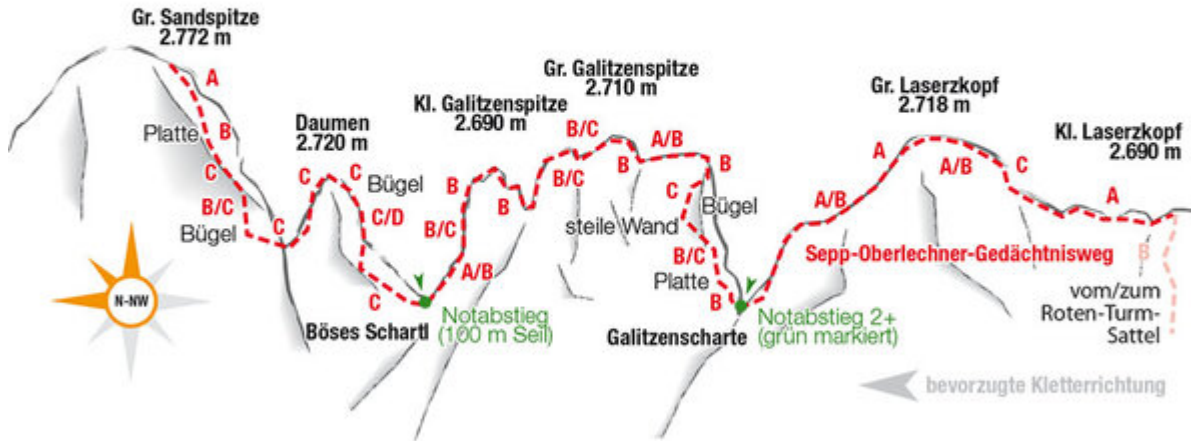 Gr. Sandspitze
2.772 m
A
B
Platte
C
B/C
Bügel
C
Daumen
2.720 m
C
C
Bügel
C/D
C
Böses Schartl
Notabstieg
(100 m Seil)
Kl. Galitzenspitze
2.690 m
B
B
B/C
A/B
Gr. Galitzenspitze
2.710 m
B/C
B/C
B
A/B
B
C
Bügel
steile Wand
B/C
Platte
B
Galitzenscharte
Notabstieg 2+
(grün markiert)
Gr. Laserzkopf
2.718 m
A
A/B
A/B
C
Kl. Laserzkopf
2.690 m
A
Sepp-Oberlechner-Gedächtnisweg
B
vom/zum
Roten-Turm-
Sattel
N-NW
bevorzugte Kletterrichtung